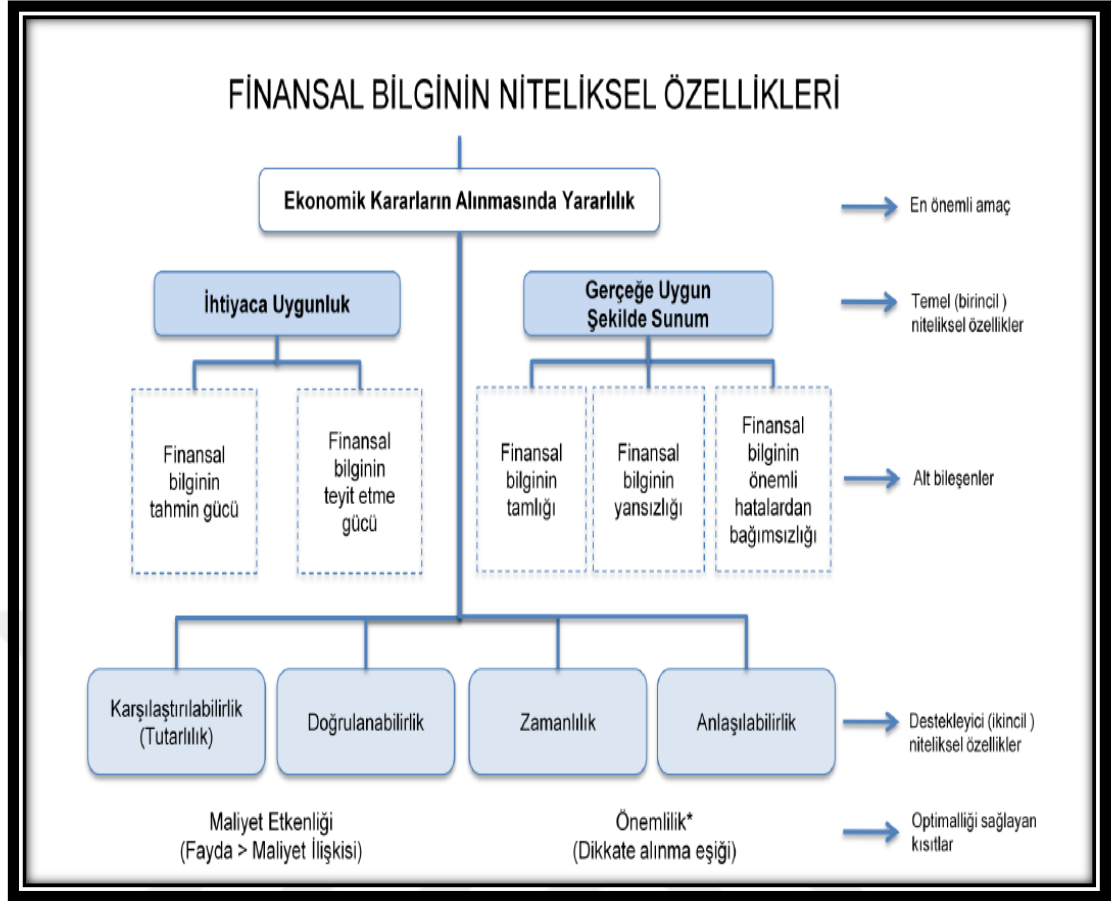 FİNANSAL BİLGİNİN NİTELİKSEL ÖZELLİKLERİ
Ekonomik Kararların Alınmasında Yararlılık
En önemli amaç
İhtiyaca Uygunluk
Gerçeğe Uygun
Şekilde Sunum
Temel (birincil )
niteliksel özellikler
Finansal
bilginin
tahmin gücü
Finansal
bilginin
teyit etme
gücü
Finansal
bilginin
tamlığı
Finansal
bilginin
yansızlığı
Finansal
bilginin
önemli
hatalardan
bağımsızlığı
Alt bileşenler
Karşılaştırılabilirlik
(Tutarlılık)
Doğrulanabilirlik
Zamanlılık
Anlaşılabilirlik
Destekleyici (ikincil )
niteliksel özellikler
Maliyet Etkenliği
(Fayda > Maliyet İlişkisi)
Önemlilik*
(Dikkate alınma eşiği)
Optimalliği sağlayan
kısıtlar